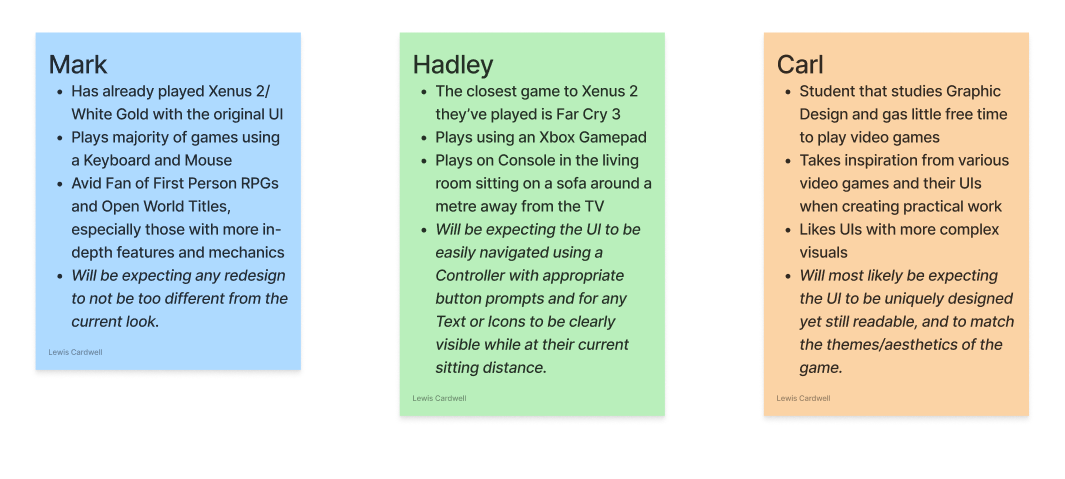 Mark
• Has already played Xenus 2/
White Gold with the original UI
• Plays majority of games using
a Keyboard and Mouse
• Avid Fan of First Person RPGs
and Open World Titles,
especially those with more in-
depth features and mechanics
• Will be expecting any redesign
to not be too different from the
current look.
Lewis Cardwell
Hadley
• The closest game to Xenus 2
they've played is Far Cry 3
• Plays using an Xbox Gamepad
• Plays on Console in the living
room sitting on a sofa around a
metre away from the TV
• Will be expecting the UI to be
easily navigated using a
Controller with appropriate
button prompts and for any
Text or Icons to be clearly
visible while at their current
sitting distance.
Lewis Cardwell
Carl
• Student that studies Graphic
Design and gas little free time
to play video games
• Takes inspiration from various
video games and their UIs
when creating practical work
• Likes UIs with more complex
visuals
• Will most likely be expecting
the UI to be uniquely designed
yet still readable, and to match
the themes/aesthetics of the
game.
Lewis Cardwell